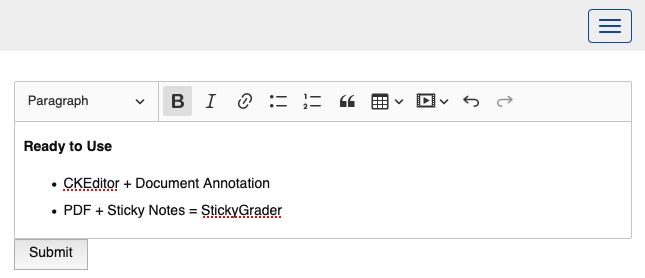 Paragraph
B I
Ready to Use
• CKEditor + Document Annotation
• PDF + Sticky Notes = StickyGrader
Submit